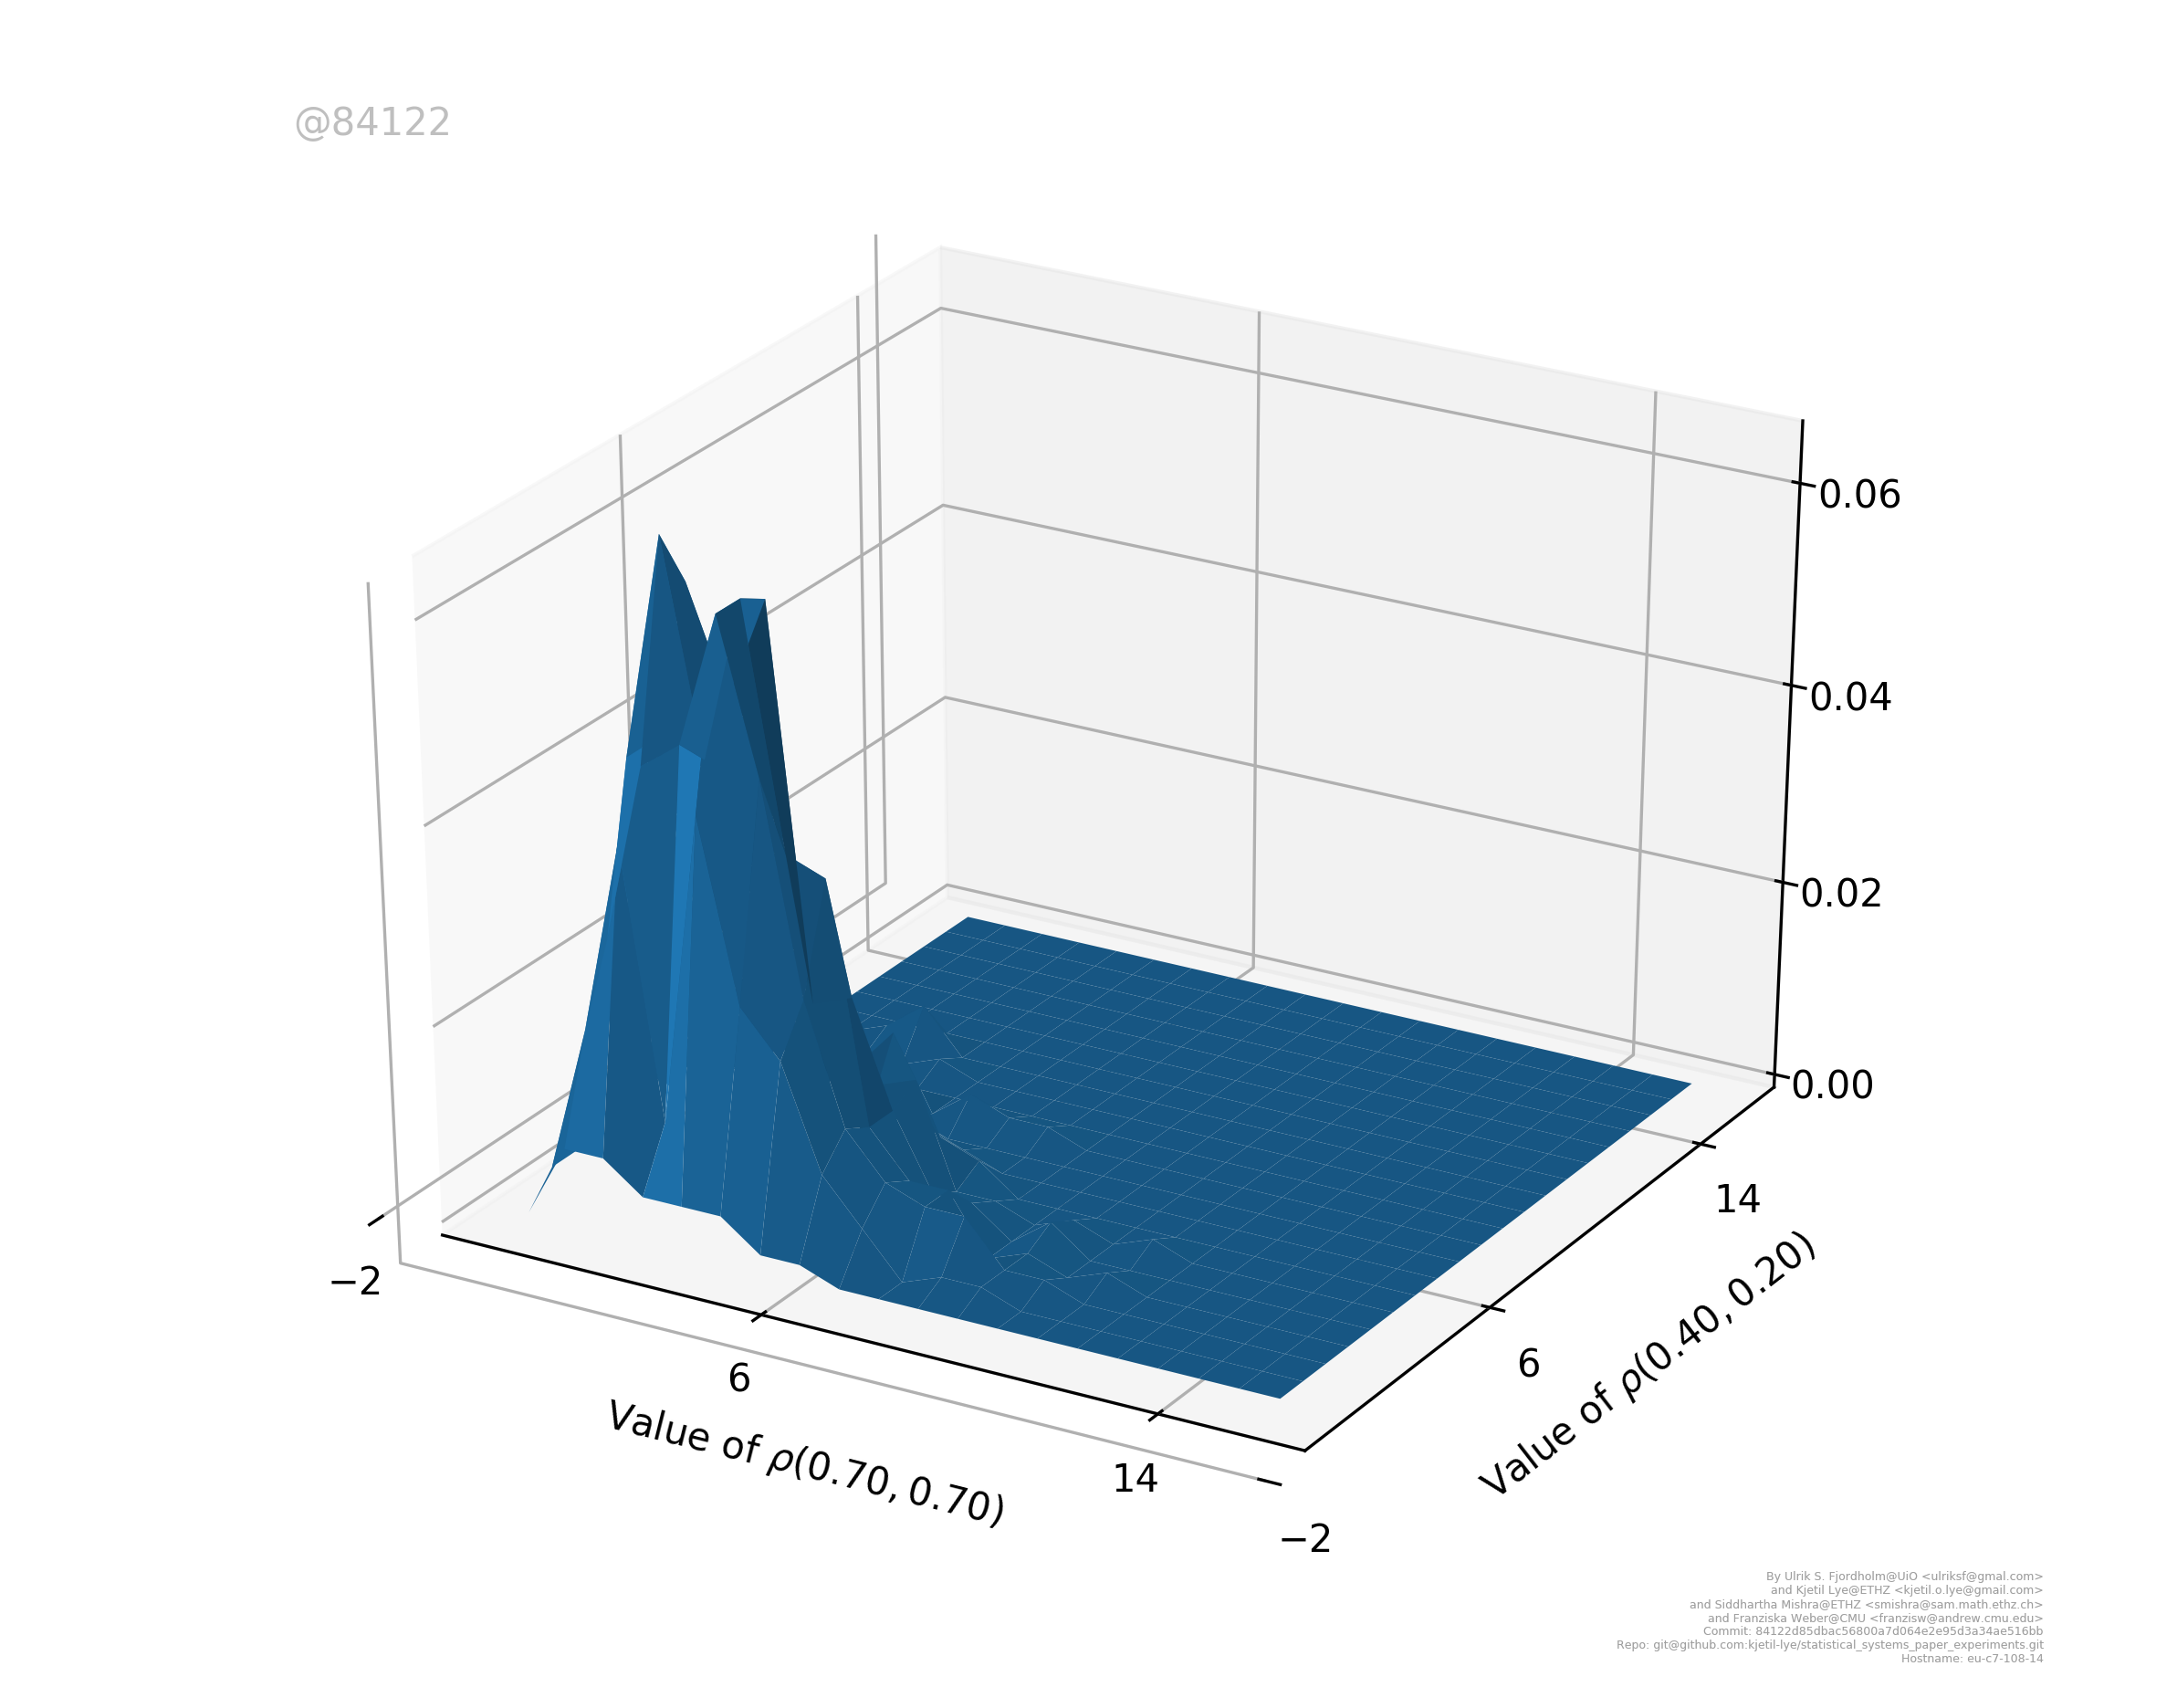 @84122
0.06
0.04
0.02
0.00
−2
6
14
Value of ρ(0.70, 0.70)
−2
6
14
Value of ρ(0.40, 0.20)
By Ulrik S. Fjordholm@UiO <ulriksf@gmal.com>
and Kjetil Lye@ETHZ <kjetil.o.lye@gmail.com>
and Siddhartha Mishra@ETHZ <smishra@sam.math.ethz.ch>
and Franziska Weber@CMU <franzisw@andrew.cmu.edu>
Commit: 84122d85dbac56800a7d064e2e95d3a34ae516bb
Repo: git@github.com:kjetil-lye/statistical_systems_paper_experiments.git
Hostname: eu-c7-108-14